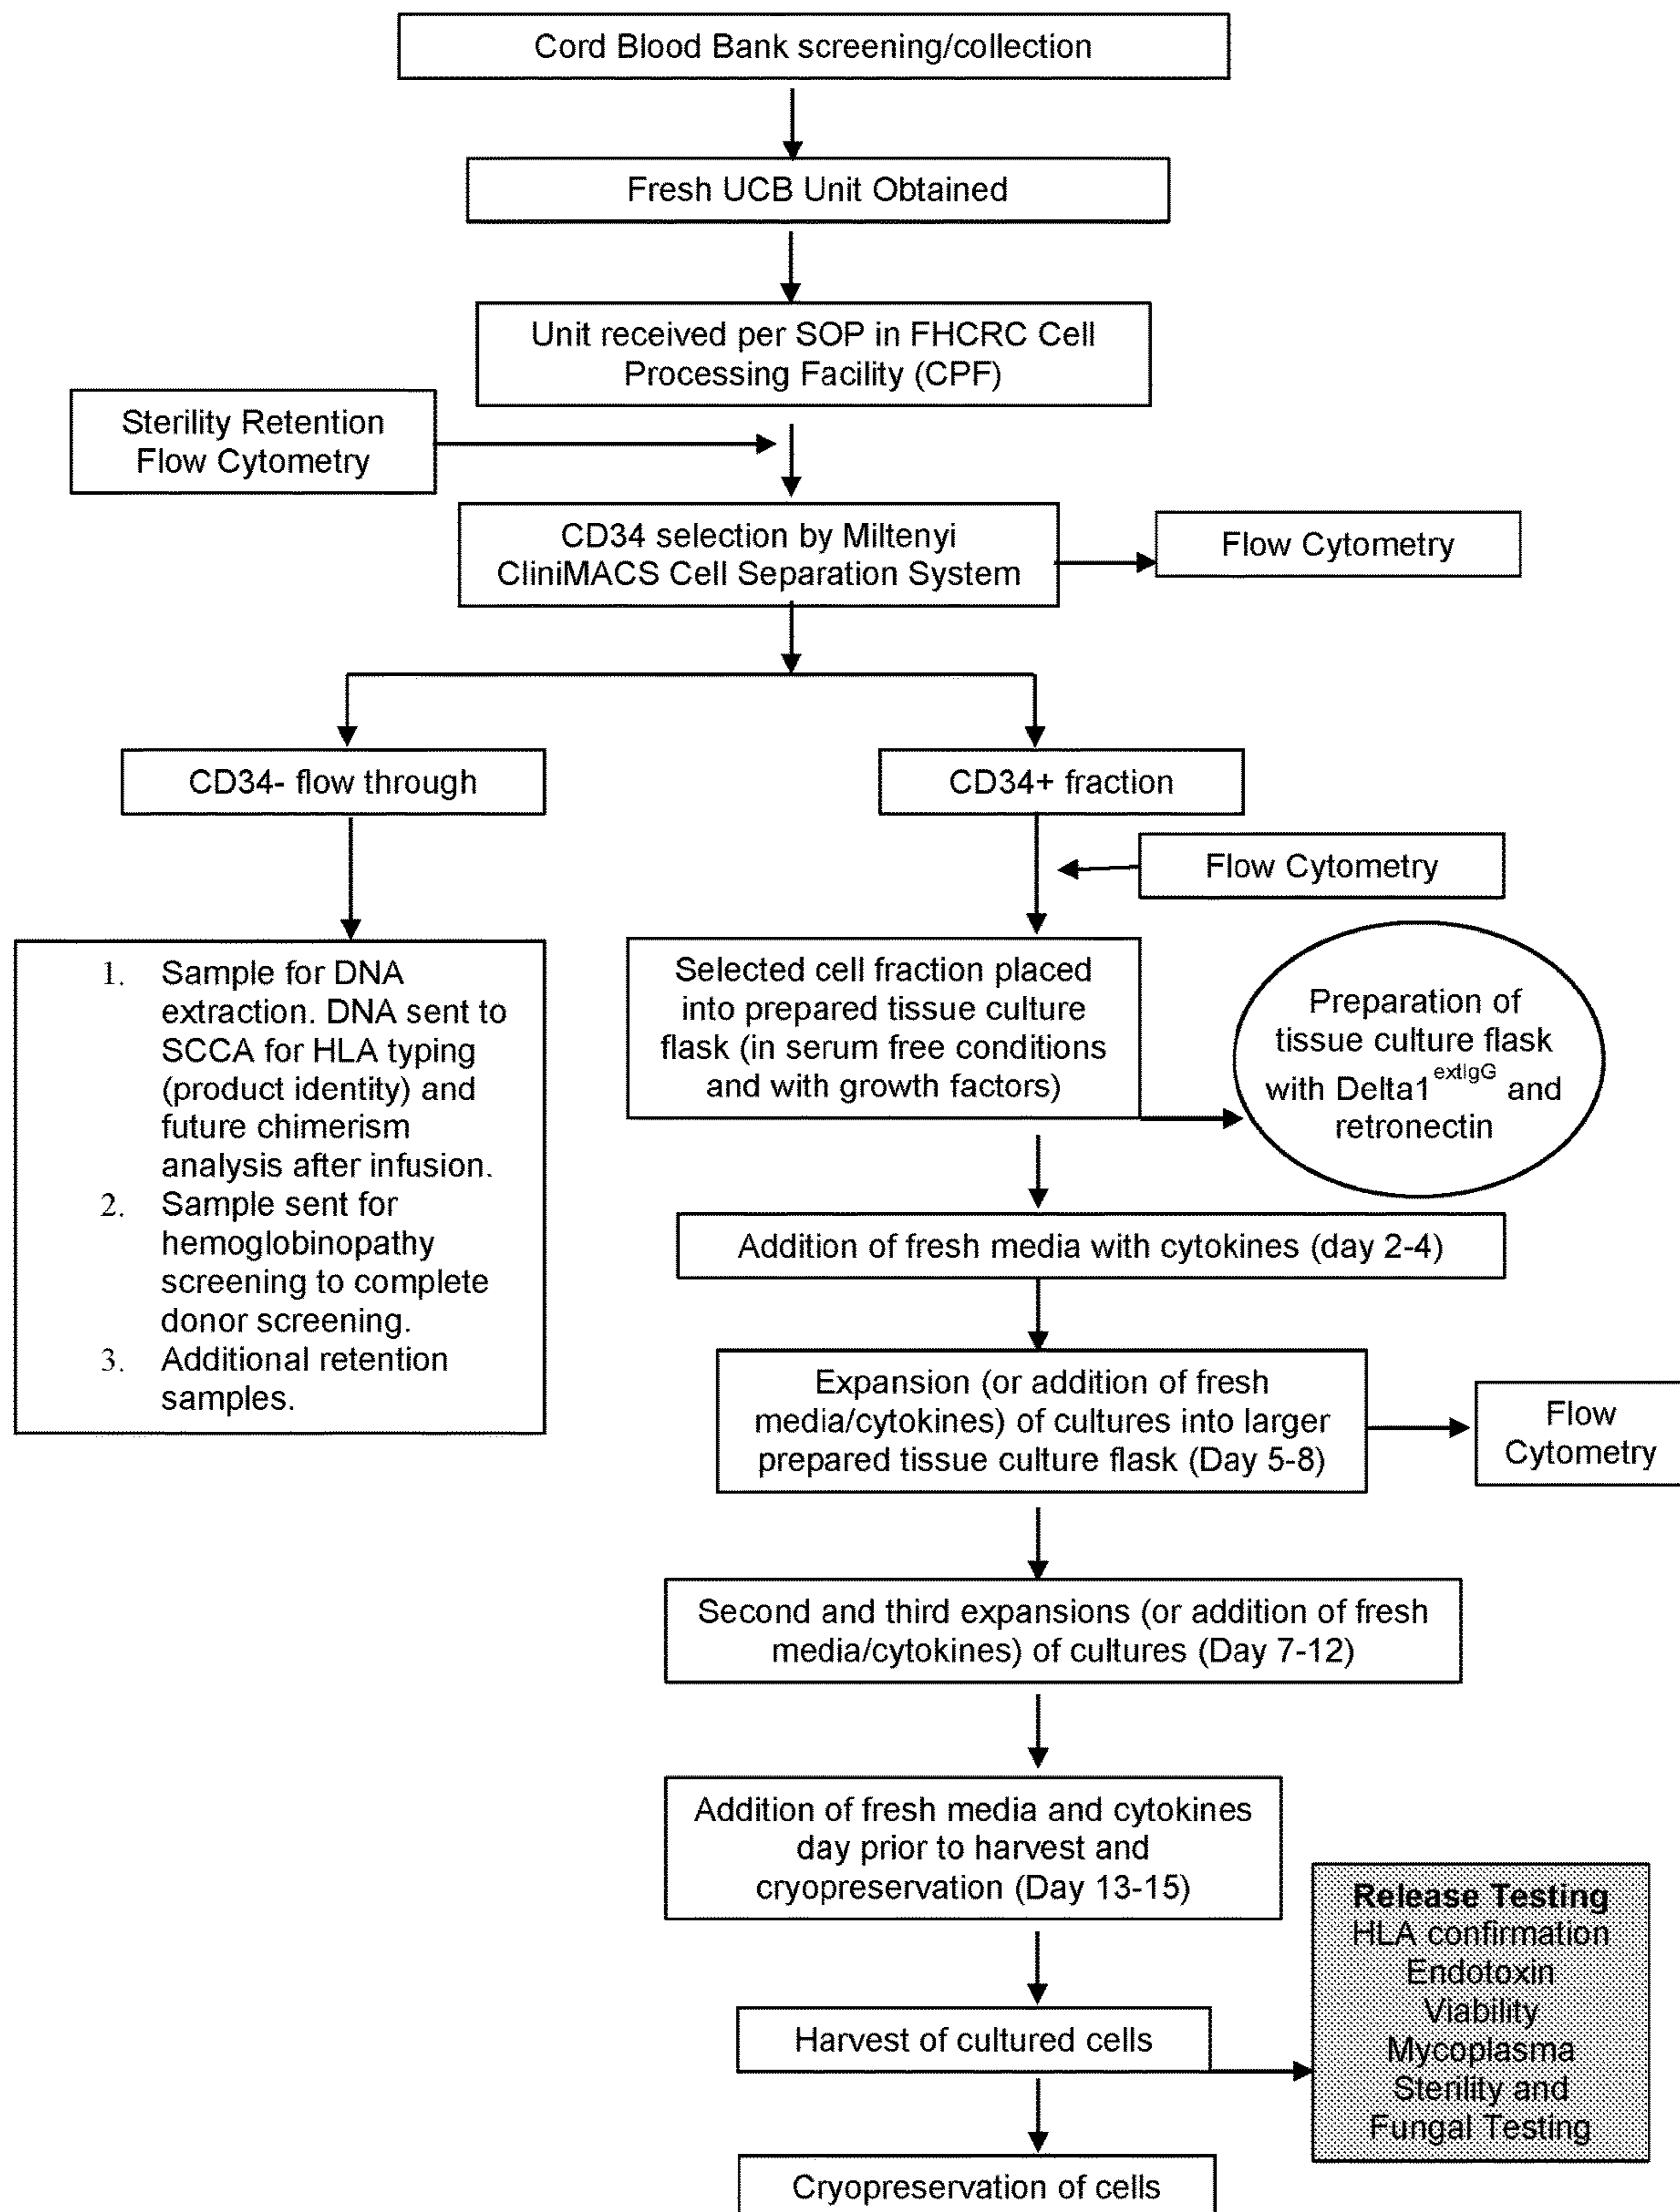 Cord Blood Bank screening/collection
Fresh UCB Unit Obtained
Unit received per SOP in FHCRC Cell
Processing Facility (CPF)
Sterility Retention
Flow Cytometry
CD34 selection by Miltenyi
CliniMACS Cell Separation System
Flow Cytometry
CD34- flow through
CD34+ fraction
Flow Cytometry
1. Sample for DNA
extraction. DNA sent to
SCCA for HLA typing
(product identity) and
future chimerism
analysis after infusion.
2. Sample sent for
hemoglobinopathy
screening to complete
donor screening.
3. Additional retention
samples.
Selected cell fraction placed
into prepared tissue culture
flask (in serum free conditions
and with growth factors)
Preparation of
tissue culture flask
with Delta1extIgG and
retronectin
Addition of fresh media with cytokines (day 2-4)
Expansion (or addition of fresh
media/cytokines) of cultures into larger
prepared tissue culture flask (Day 5-8)
Flow
Cytometry
Second and third expansions (or addition of fresh
media/cytokines) of cultures (Day 7-12)
Addition of fresh media and cytokines
day prior to harvest and
cryopreservation (Day 13-15)
Release Testing
HLA confirmation
Endotoxin
Viability
Mycoplasma
Sterility and
Fungal Testing
Harvest of cultured cells
Cryopreservation of cells